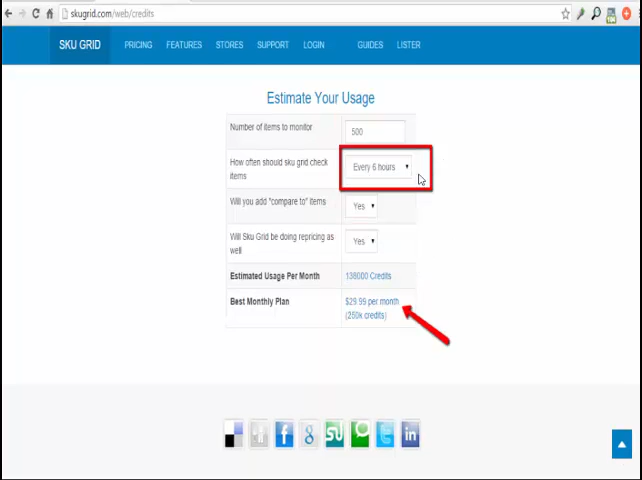 skugrid.com/web/credits
SKU GRID PRICING FEATURES STORES SUPPORT LOGIN GUIDES LISTER
Estimate Your Usage
Number of items to monitor 500
How often should sku grid check
items
Every 6 hours
Will you add "compare to" items Yes
Will Sku Grid be doing repricing as
well
Yes
Estimated Usage Per Month 138000 Credits
Best Monthly Plan $29.99 per month
(250k credits)